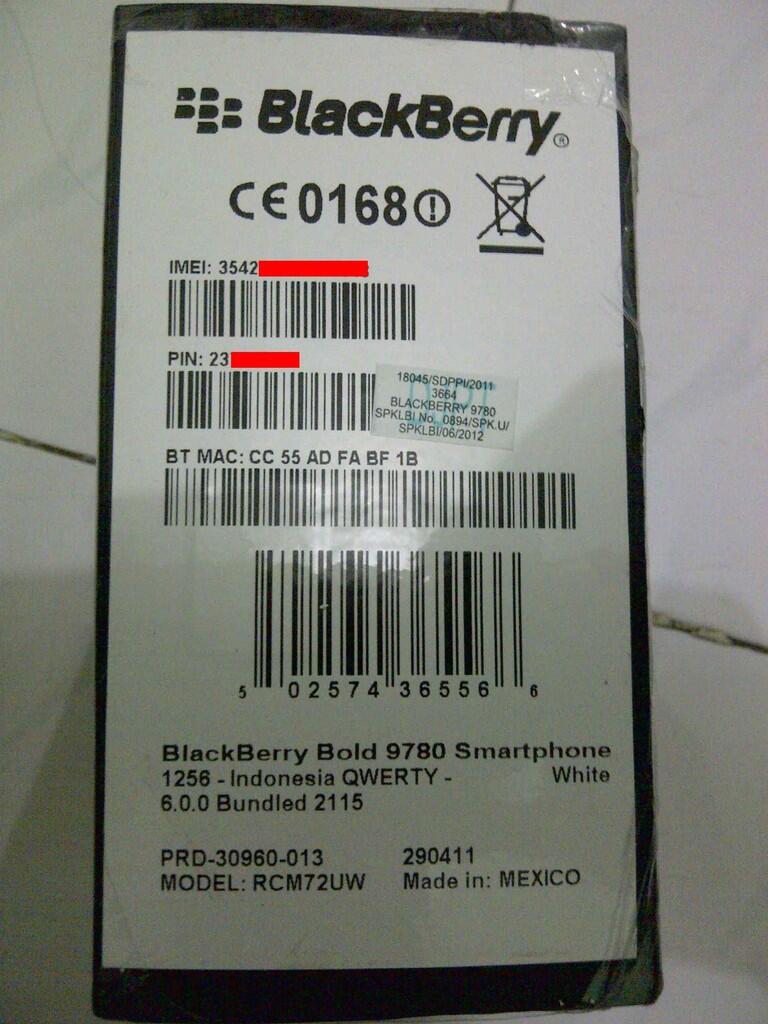 BlackBerry®
CE0168
IMEI: 3542
PIN: 23
18045/SDPPI/2011
3664
BLACKBERRY 9780
SPKLBI No. 0894/SPK.U/
SPKLBI/06/2012
BT MAC: CC 55 AD FA BF 1B
5 02574 36556 6
BlackBerry Bold 9780 Smartphone
1256 - Indonesia QWERTY - White
6.0.0 Bundled 2115
PRD-30960-013 290411
MODEL: RCM72UW Made in: MEXICO